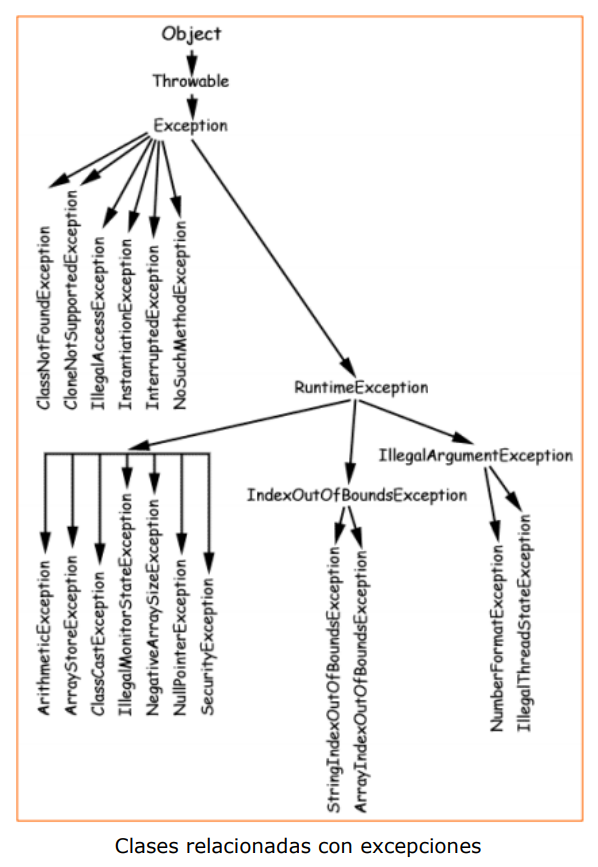 Object
Throwable
Exception
ClassNotFoundException
CloneNotSupportedException
IllegalAccessException
InstantiationException
InterruptedException
NoSuchMethodException
RuntimeException
IllegalArgumentException
IndexOutOfBoundsException
ArithmeticException
ArrayStoreException
ClassCastException
IllegalMonitorStateException
NegativeArraySizeException
NullPointerException
SecurityException
StringIndexOutOfBoundsException
ArrayIndexOutOfBoundsException
NumberFormatException
IllegalThreadStateException
Clases relacionadas con excepciones